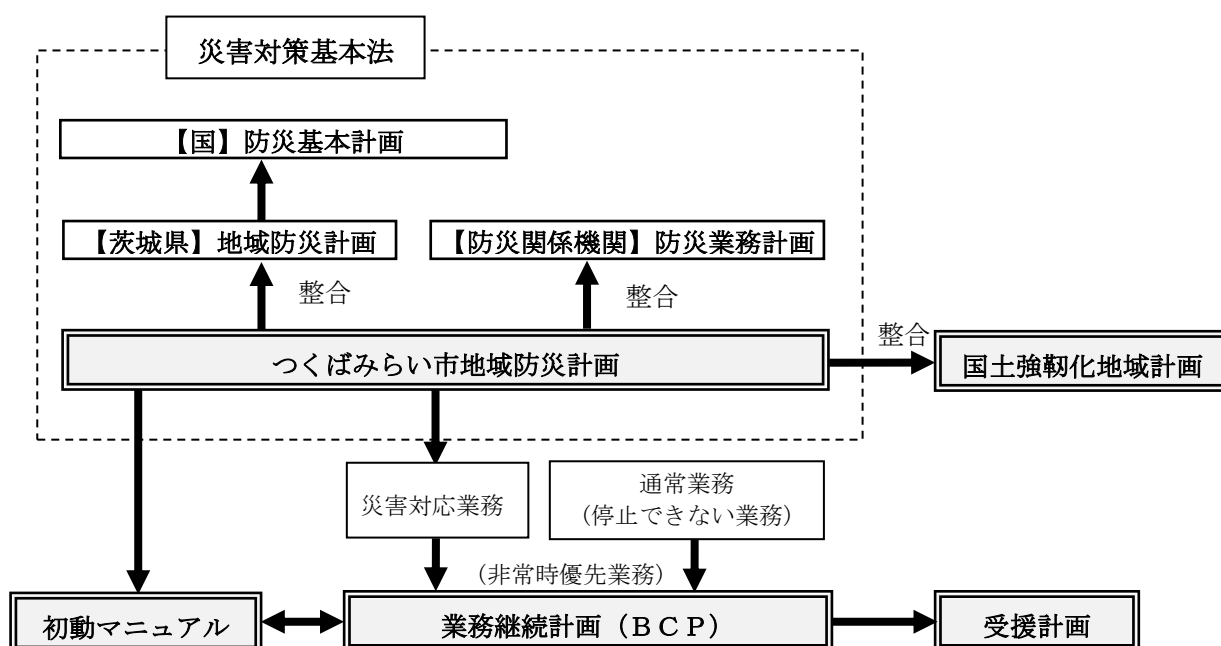 災害対策基本法
【国】防災基本計画
【茨城県】地域防災計画
【防災関係機関】防災業務計画
整合
整合
整合
つくばみらい市地域防災計画
国土強靱化地域計画
災害対応業務
通常業務
（停止できない業務）
（非常時優先業務）
初動マニュアル
業務継続計画（ＢＣＰ）
受援計画